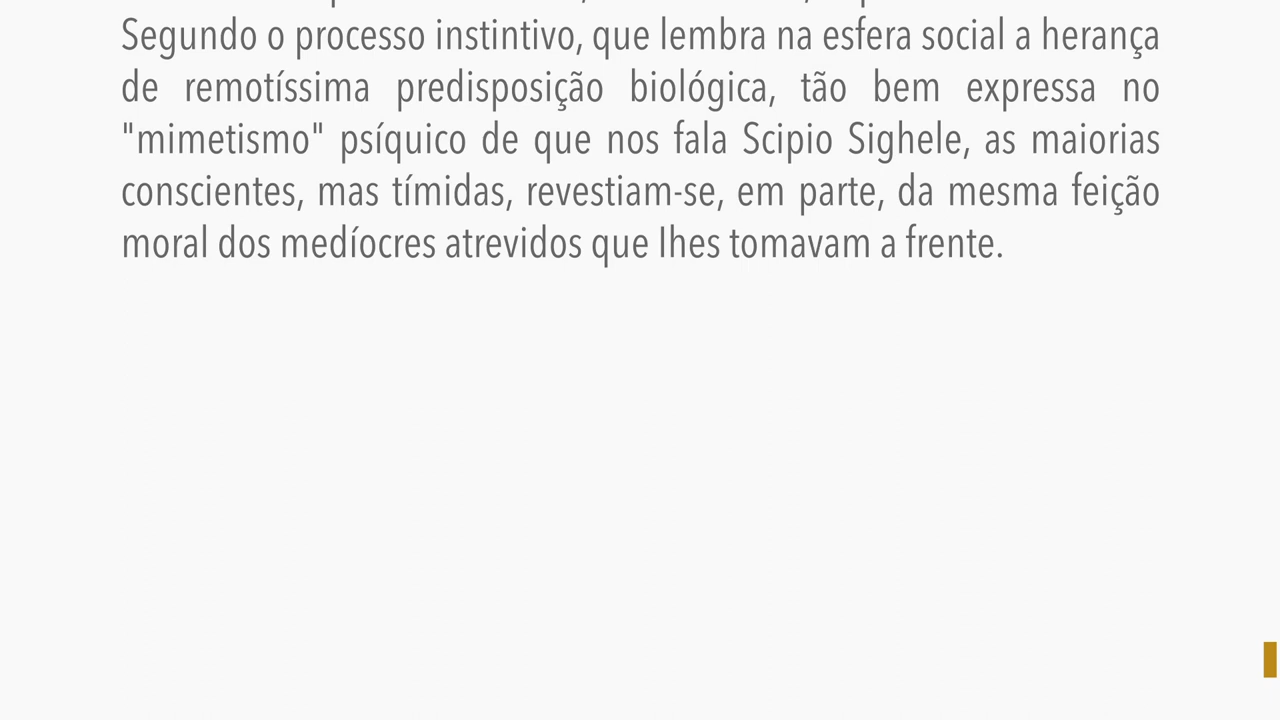 Segundo o processo instintivo, que lembra na esfera social a herança
de remotíssima predisposição biológica, tão bem expressa no
"mimetismo" psíquico de que nos fala Scipio Sighele, as maiorias
conscientes, mas tímidas, revestiam-se, em parte, da mesma feição
moral dos medíocres atrevidos que Ihes tomavam a frente.